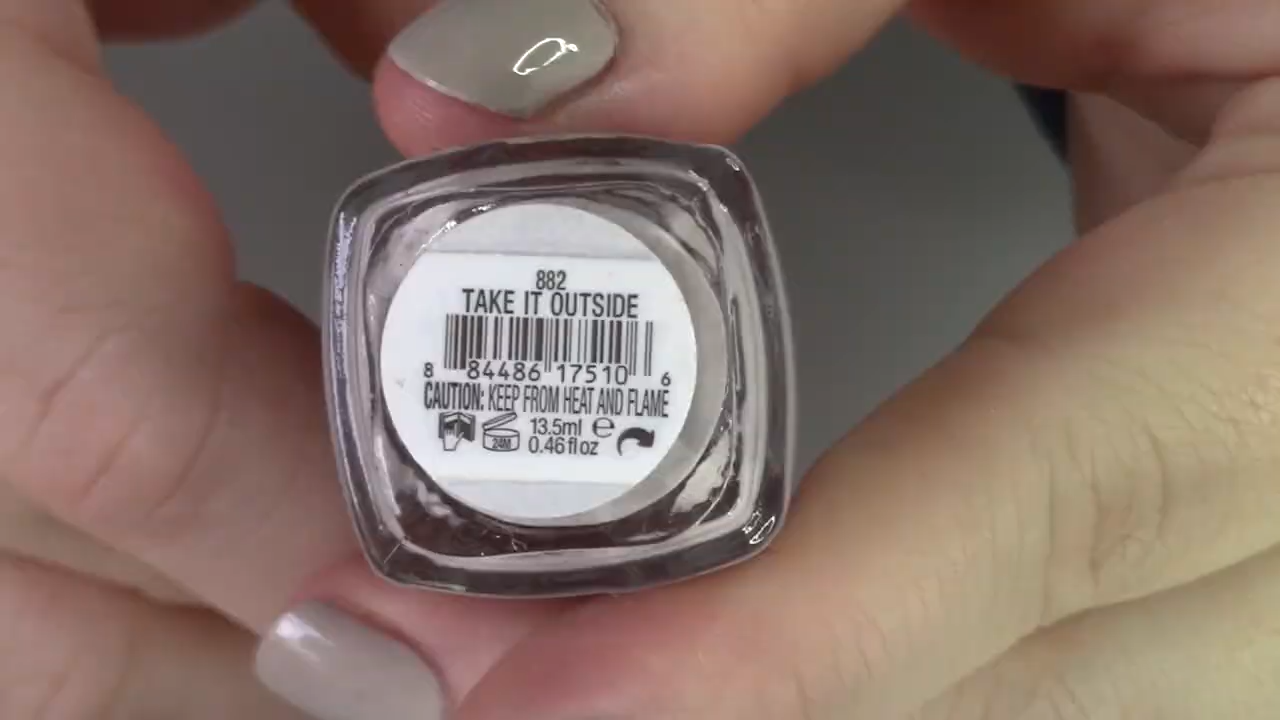 882
TAKE IT OUTSIDE
8 84486 17510 6
CAUTION: KEEP FROM HEAT AND FLAME
24M
13.5ml ℮
0.46 fl oz